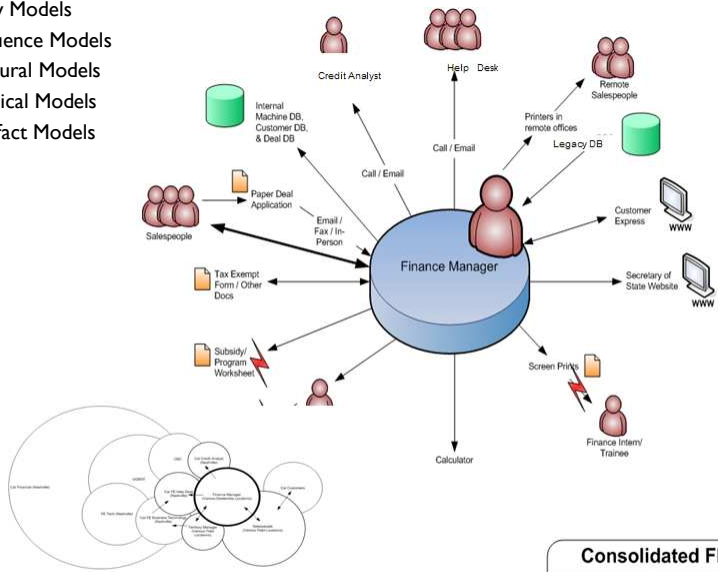 y Models
uence Models
ural Models
ical Models
fact Models
Credit Analyst
Help Desk
Remote
Salespeople
Internal
Machine DB,
Customer DB,
& Deal DB
Printers in
remote offices
Legacy DB
Call / Email
Call / Email
Paper Deal
Application
Email /
Fax / In-
Person
Salespeople
Customer
Express
WWW
Finance Manager
Tax Exempt
Form / Other
Docs
Secretary of
State Website
WWW
Subsidy/
Program
Worksheet
Screen Prints
Finance Intern/
Trainee
Calculator
Consolidated Fl